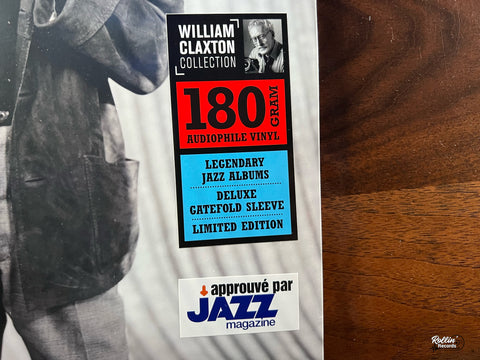 WILLIAM
CLAXTON
COLLECTION
180
GRAM
AUDIOPHILE VINYL
LEGENDARY
JAZZ ALBUMS
DELUXE
GATEFOLD SLEEVE
LIMITED EDITION
approuvé par
JAZZ
magazine
Rollin'
Records